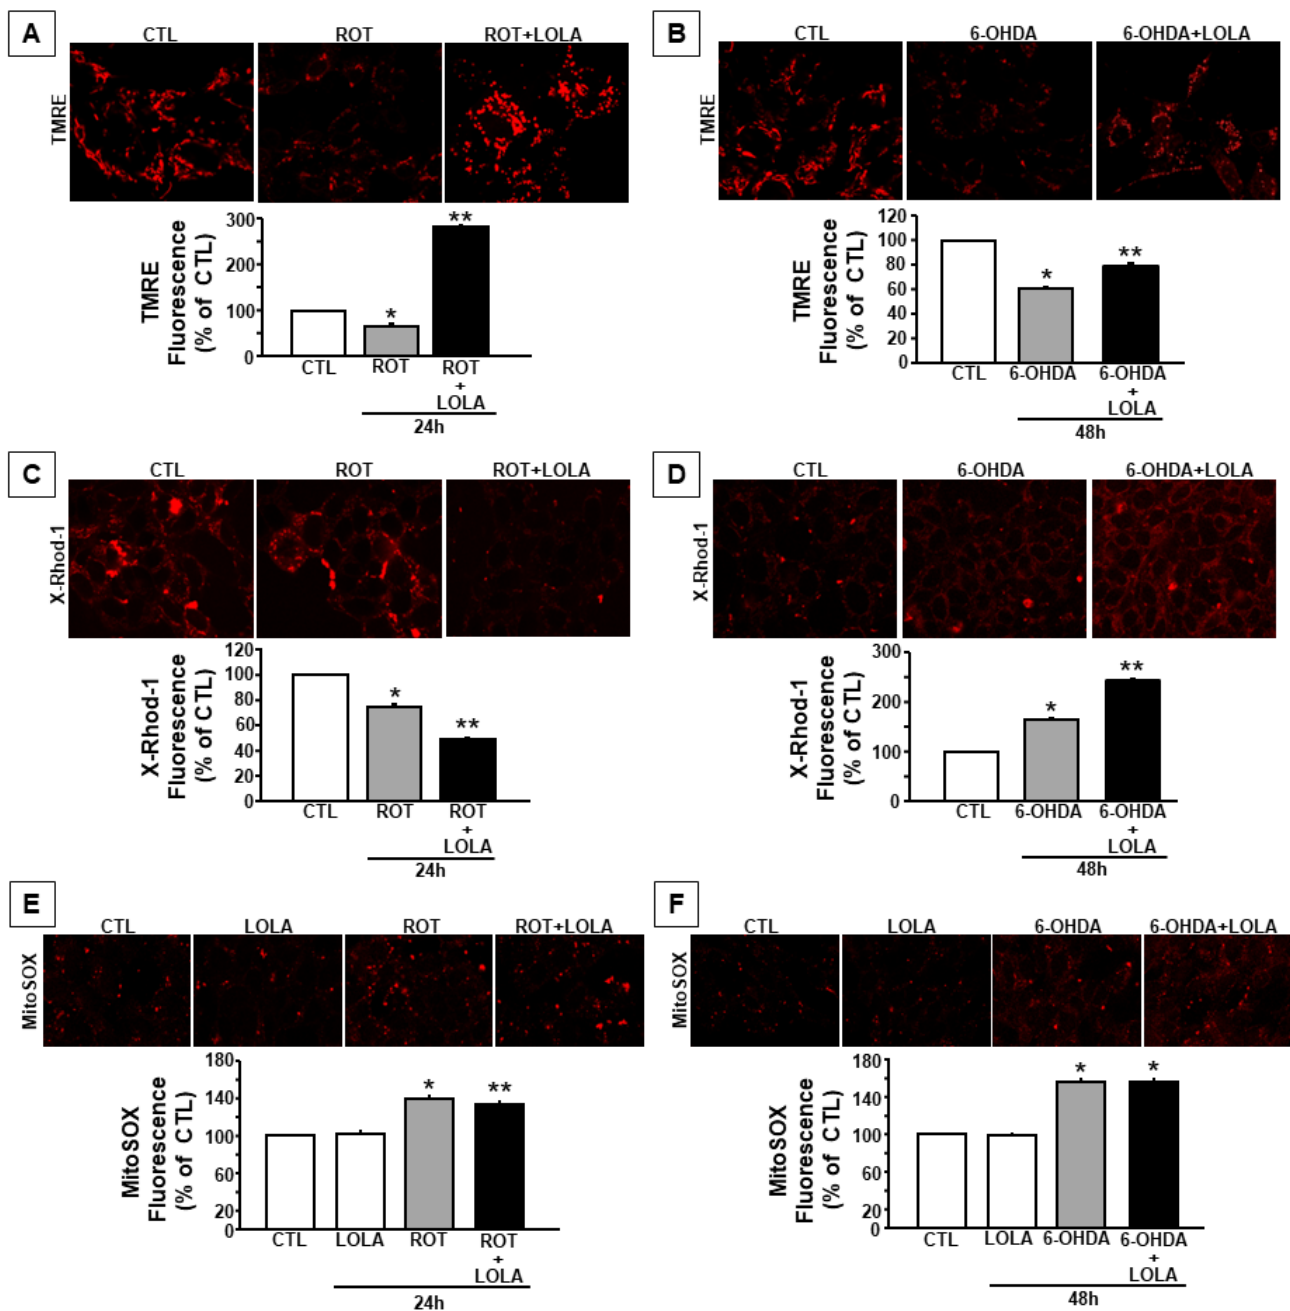 A
CTL ROT ROT+LOLA
TMRE
TMRE
Fluorescence
(% of CTL)
300
200
100
0
*
**
CTL ROT ROT
+
LOLA
24h
B
CTL 6-OHDA 6-OHDA+LOLA
TMRE
TMRE
Fluorescence
(% of CTL)
120
100
80
60
40
20
0
*
**
CTL 6-OHDA 6-OHDA
+
LOLA
48h
C
CTL ROT ROT+LOLA
X-Rhod-1
X-Rhod-1
Fluorescence
(% of CTL)
120
100
80
60
40
20
0
*
**
CTL ROT ROT
+
LOLA
24h
D
CTL 6-OHDA 6-OHDA+LOLA
X-Rhod-1
X-Rhod-1
Fluorescence
(% of CTL)
300
200
100
0
*
**
CTL 6-OHDA 6-OHDA
+
LOLA
48h
E
CTL LOLA ROT ROT+LOLA
MitoSOX
MitoSOX
Fluorescence
(% of CTL)
180
140
100
60
20
0
*
**
CTL LOLA ROT ROT
+
LOLA
24h
F
CTL LOLA 6-OHDA 6-OHDA+LOLA
MitoSOX
MitoSOX
Fluorescence
(% of CTL)
180
140
100
60
20
0
*
*
CTL LOLA 6-OHDA 6-OHDA
+
LOLA
48h